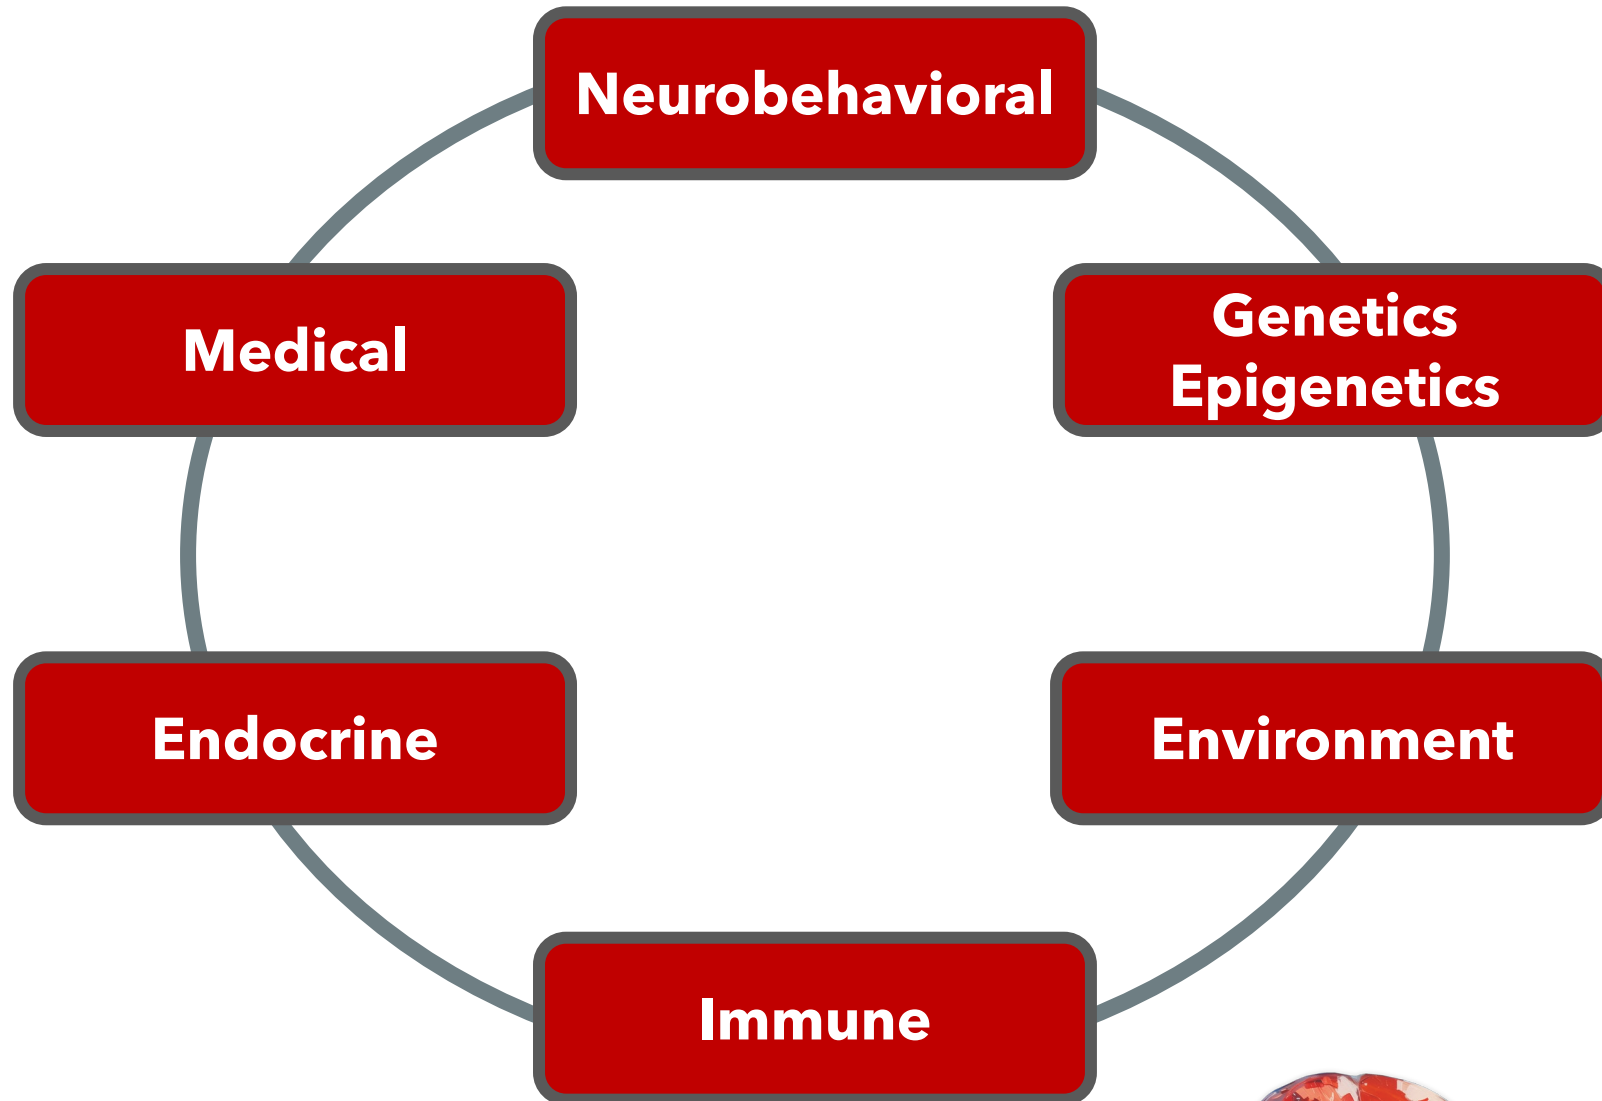 Neurobehavioral
Medical
Genetics
Epigenetics
Endocrine
Environment
Immune